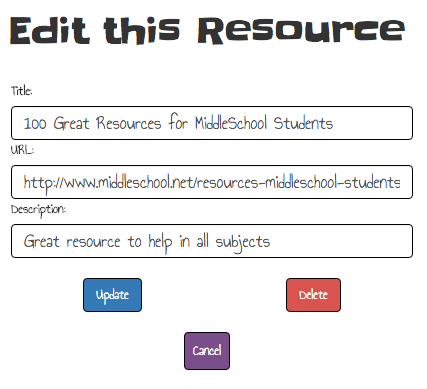 Edit this Resource
Title:
100 Great Resources for MiddleSchool Students
URL:
http://www.middleschool.net/resources-middleschool-students
Description:
Great resource to help in all subjects
Update Delete
Cancel